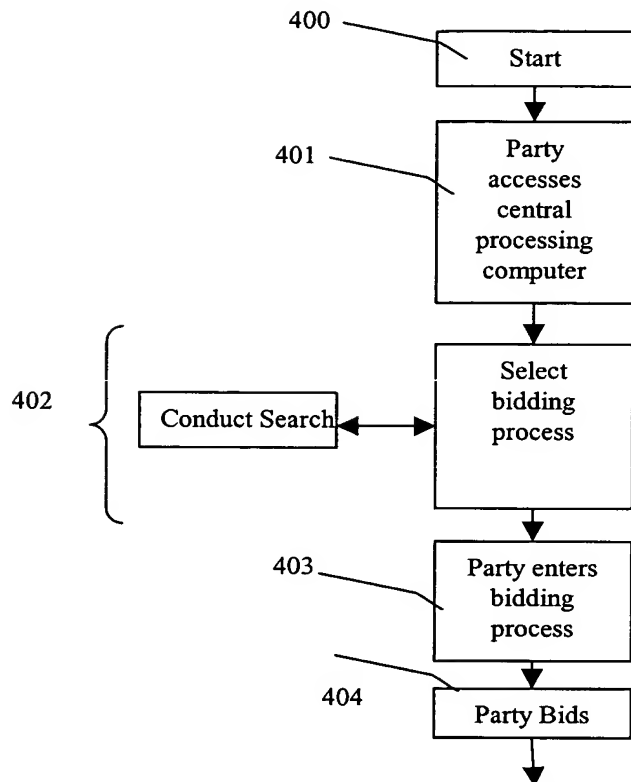 400
Start
401
Party
accesses
central
processing
computer
402
Conduct Search
Select
bidding
process
403
Party enters
bidding
process
404
Party Bids